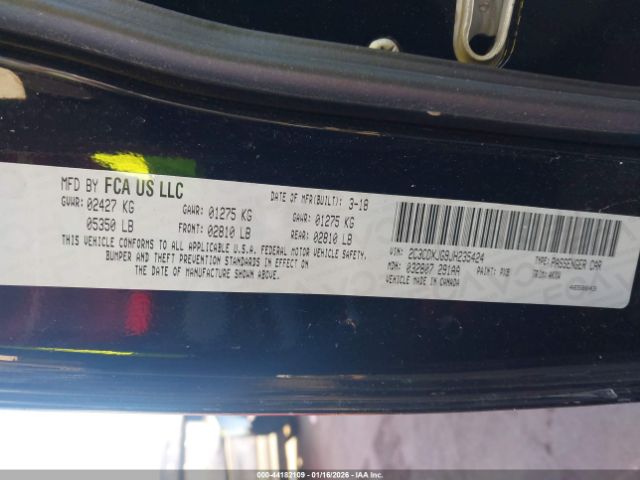 MFD BY FCA US LLC
DATE OF MFR(BUILT): 3-18
GVWR: 02427 KG GAWR: 01275 KG GAWR: 01275 KG
05350 LB FRONT: 02810 LB REAR: 02810 LB
THIS VEHICLE CONFORMS TO ALL APPLICABLE U.S.A. FEDERAL MOTOR VEHICLE SAFETY,
BUMPER AND THEFT PREVENTION STANDARDS IN EFFECT ON
THE DATE OF MANUFACTURE SHOWN ABOVE.
VIN: 2C3CDXJG9JH235424 TYPE: PASSENGER CAR
MDH: 032807 291AA PAINT: PXB TRIM:
VEHICLE MADE IN CANADA
000-44182109 | 01/16/2026 | IAA Inc.